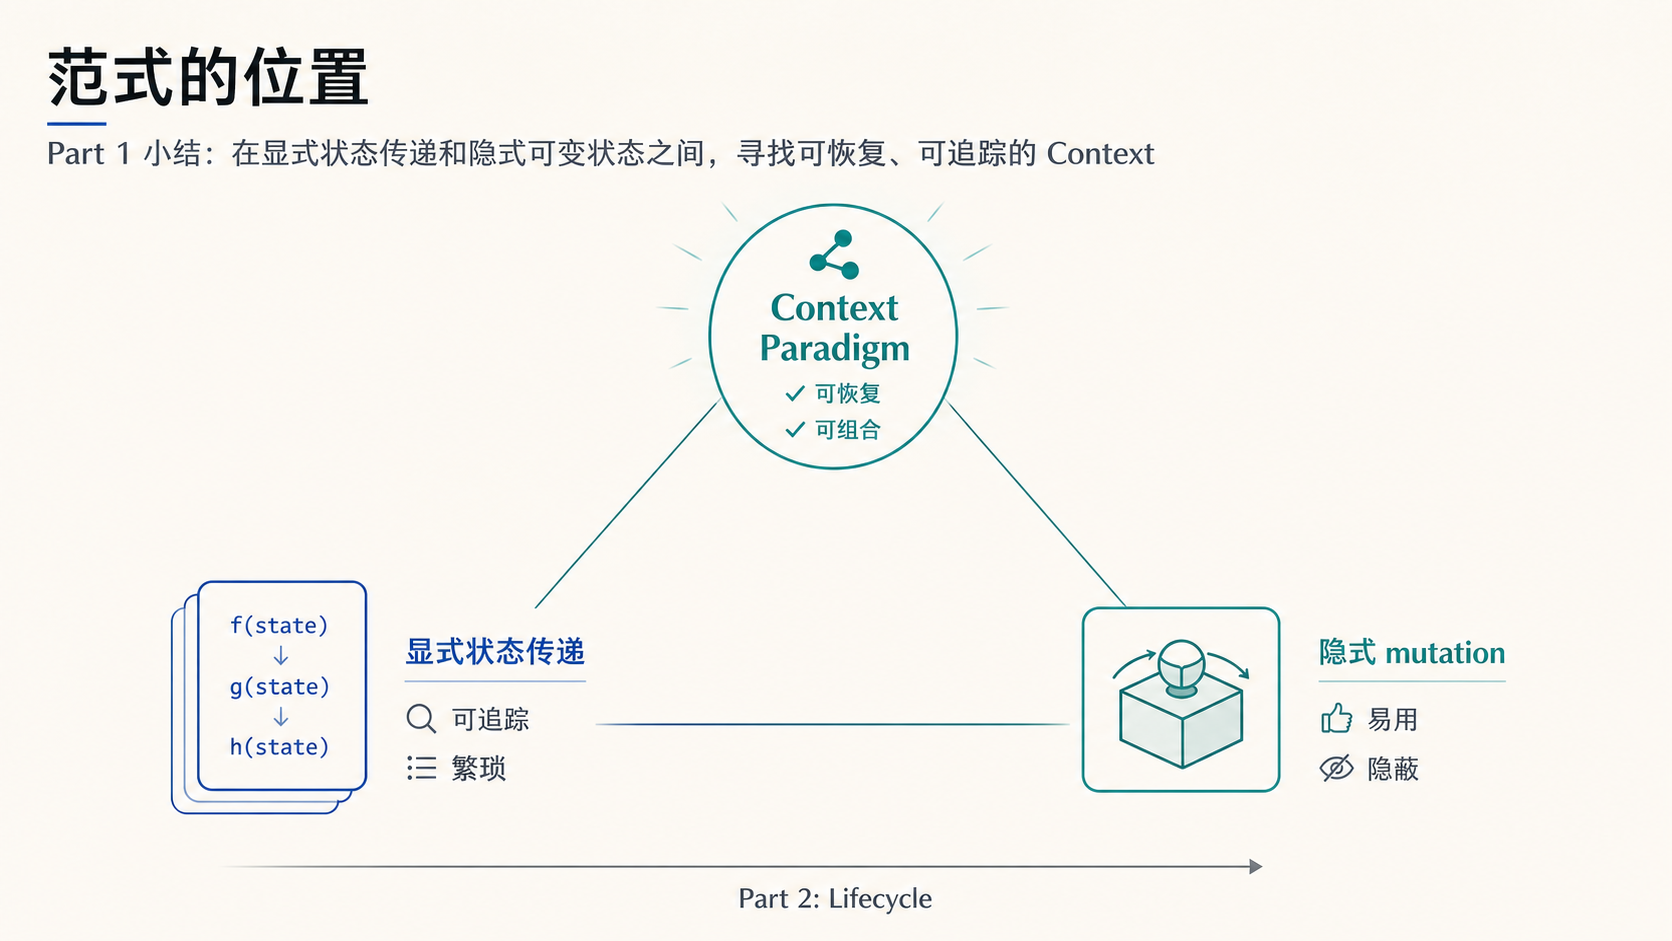 范式的位置
Part 1 小结：在显式状态传递和隐式可变状态之间，寻找可恢复、可追踪的 Context
Context
Paradigm
可恢复
可组合
f(state)
g(state)
h(state)
显式状态传递
可追踪
繁琐
隐式 mutation
易用
隐蔽
Part 2: Lifecycle